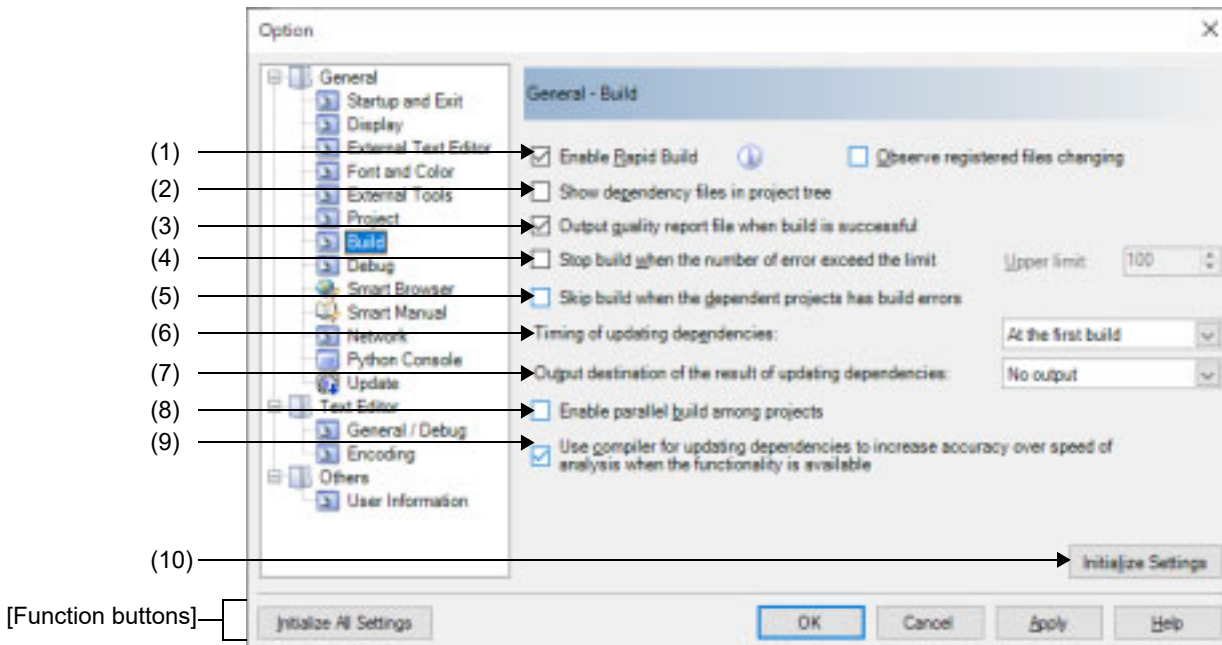 Option
General
Startup and Exit
Display
External Text Editor
Font and Color
External Tools
Project
Build
Debug
Smart Browser
Smart Manual
Network
Python Console
Update
Text Editor
General / Debug
Encoding
Others
User Information
General - Build
(1) Enable Rapid Build Observe registered files changing
(2) Show dependency files in project tree
(3) Output quality report file when build is successful
(4) Stop build when the number of error exceed the limit Upper limit: 100
(5) Skip build when the dependent projects has build errors
(6) Timing of updating dependencies: At the first build
(7) Output destination of the result of updating dependencies: No output
(8) Enable parallel build among projects
(9) Use compiler for updating dependencies to increase accuracy over speed of
analysis when the functionality is available
(10) Initialize Settings
[Function buttons] Initialize All Settings OK Cancel Apply Help